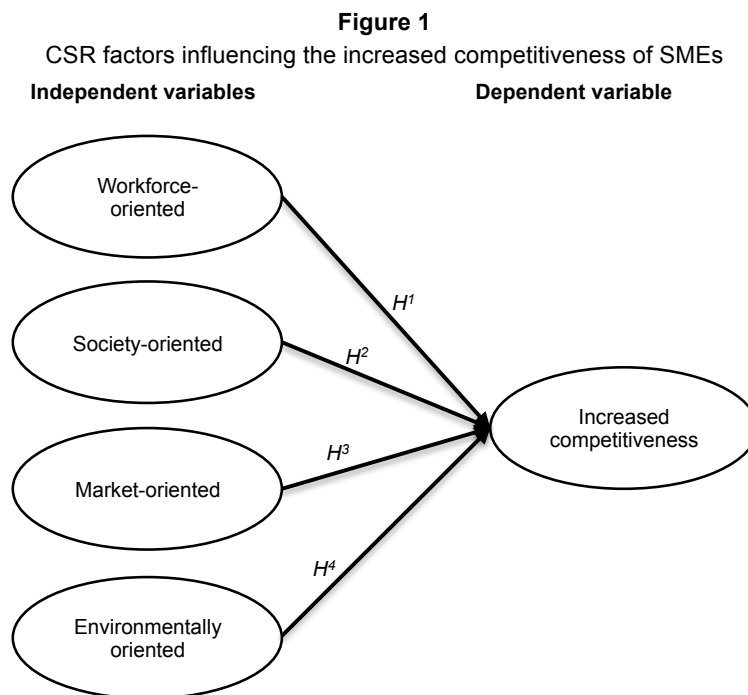 Figure 1
CSR factors influencing the increased competitiveness of SMEs
Independent variables
Dependent variable
Workforce-
oriented
H¹
Society-oriented
H²
Increased
competitiveness
Market-oriented
H³
H⁴
Environmentally
oriented